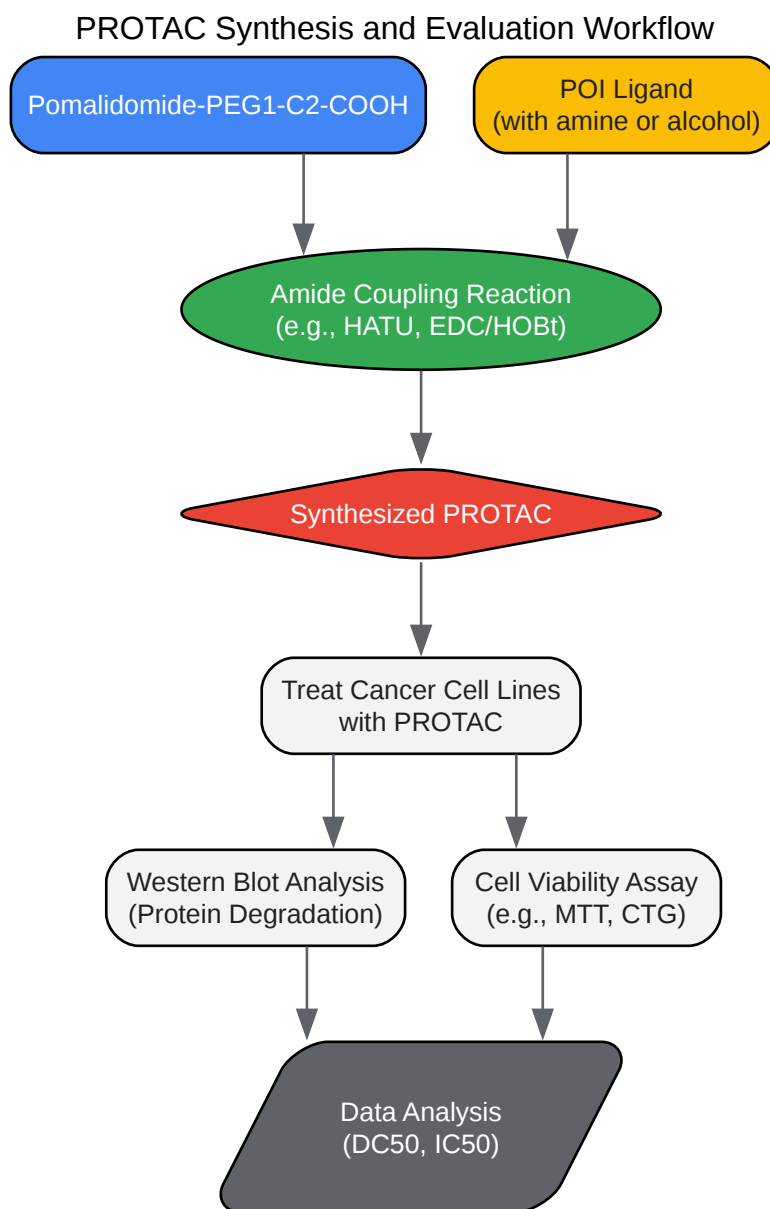 PROTAC Synthesis and Evaluation Workflow
Pomalidomide-PEG1-C2-COOH
POI Ligand
(with amine or alcohol)
Amide Coupling Reaction
(e.g., HATU, EDC/HOBt)
Synthesized PROTAC
Treat Cancer Cell Lines
with PROTAC
Western Blot Analysis
(Protein Degradation)
Cell Viability Assay
(e.g., MTT, CTG)
Data Analysis
(DC50, IC50)